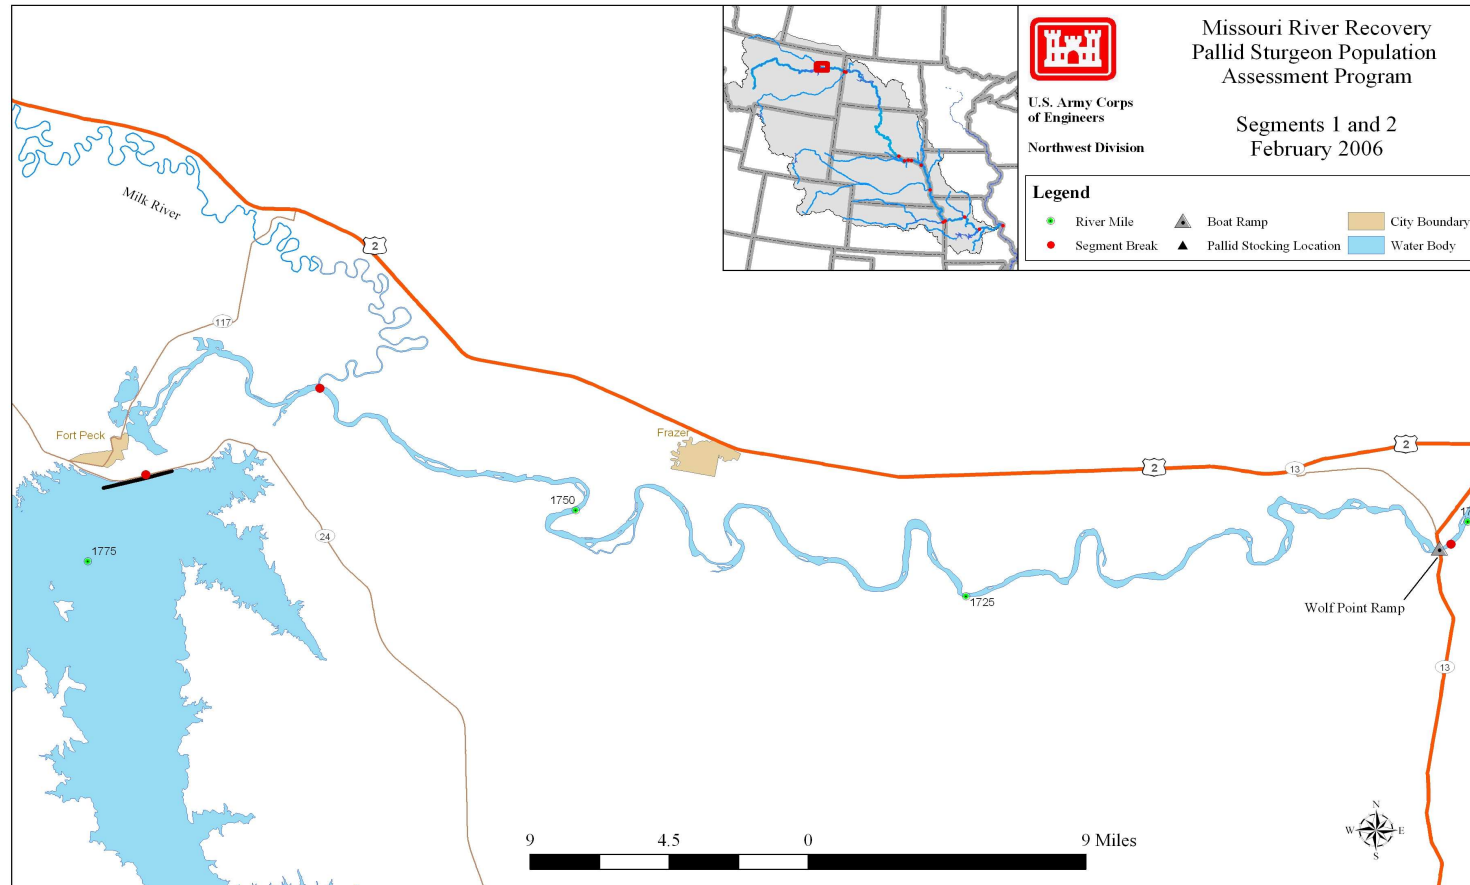 Missouri River Recovery
Pallid Sturgeon Population
Assessment Program
U.S. Army Corps
of Engineers
Segments 1 and 2
Northwest Division
February 2006
Legend
River Mile
Boat Ramp
City Boundary
Segment Break
Pallid Stocking Location
Water Body
Milk River
2
117
Fort Peck
Frazer
2
2
13
1750
17
24
1775
1725
Wolf Point Ramp
13
9
4.5
0
9 Miles
N
W
E
S